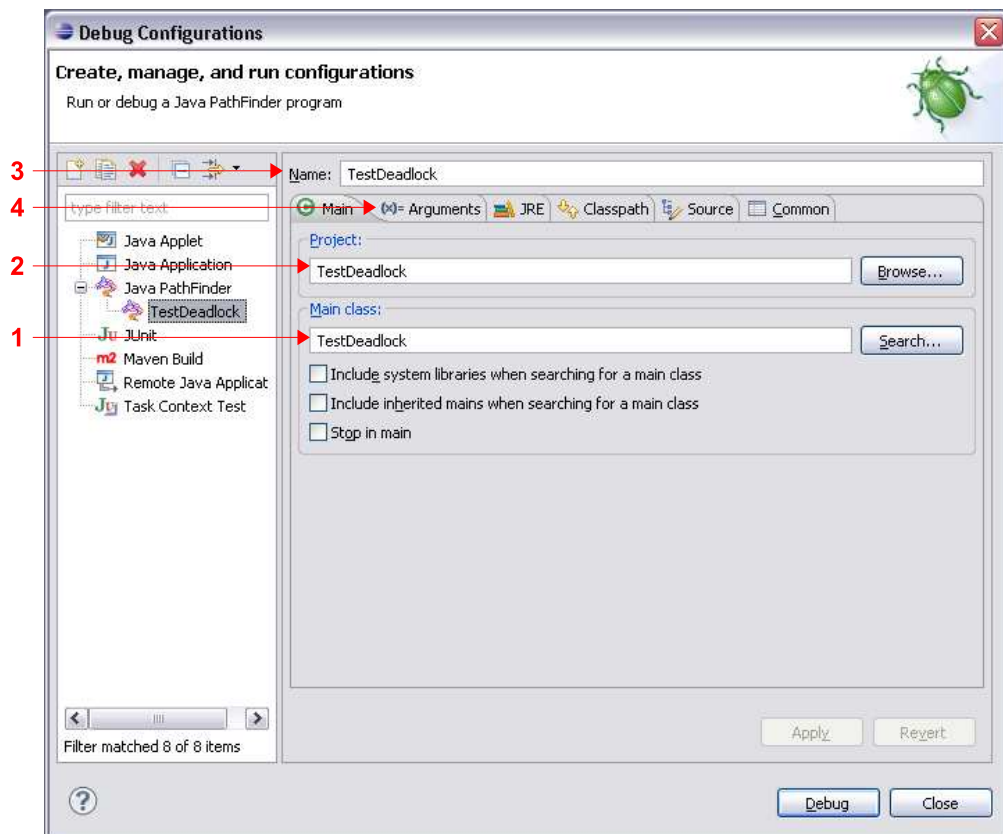 Debug Configurations
Create, manage, and run configurations
Run or debug a Java PathFinder program
3
Name: TestDeadlock
4
type filter text
Main (x)= Arguments JRE Classpath Source Common
Java Applet
Java Application
Java PathFinder
TestDeadlock
Ju JUnit
m2 Maven Build
Remote Java Applicat
Ju Task Context Test
2
Project:
TestDeadlock
Browse...
1
Main class:
TestDeadlock
Search...
Include system libraries when searching for a main class
Include inherited mains when searching for a main class
Stop in main
Filter matched 8 of 8 items
Apply
Revert
?
Debug
Close